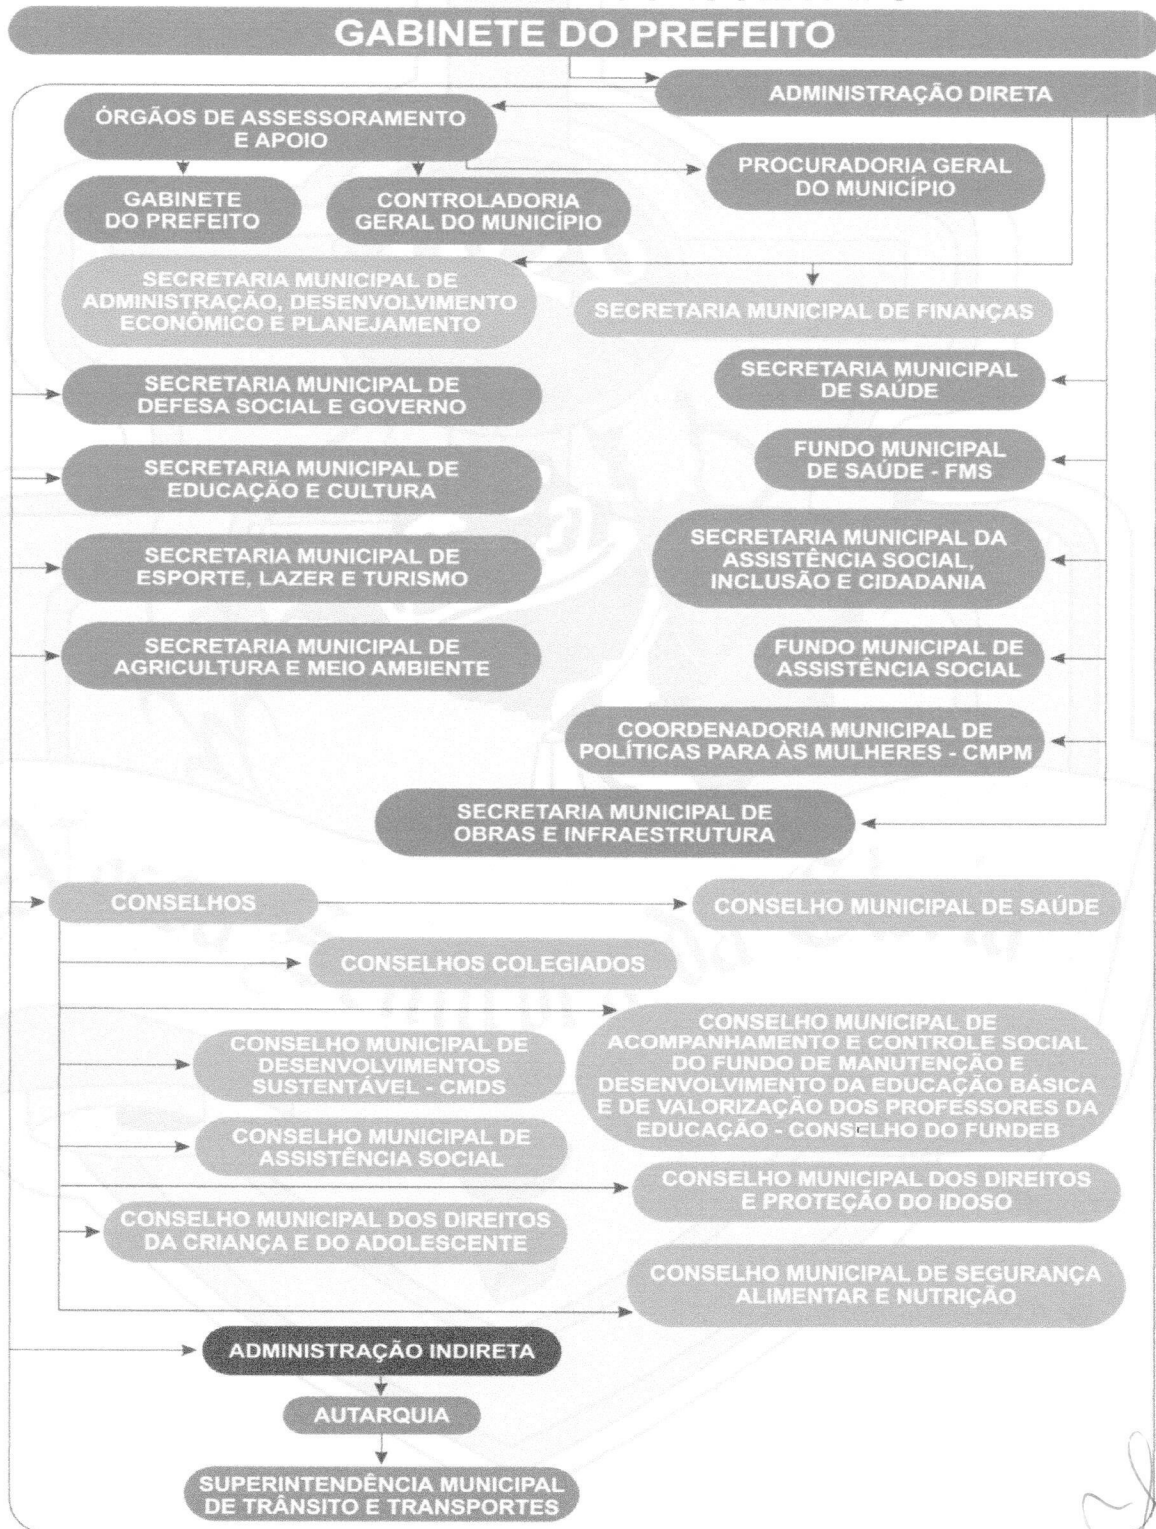 GABINETE DO PREFEITO
ADMINISTRAÇÃO DIRETA
ÓRGÃOS DE ASSESSORAMENTO
E APOIO
PROCURADORIA GERAL
DO MUNICÍPIO
GABINETE
DO PREFEITO
CONTROLADORIA
GERAL DO MUNICÍPIO
SECRETARIA MUNICIPAL DE
ADMINISTRAÇÃO, DESENVOLVIMENTO
ECONÔMICO E PLANEJAMENTO
SECRETARIA MUNICIPAL DE FINANÇAS
SECRETARIA MUNICIPAL DE
DEFESA SOCIAL E GOVERNO
SECRETARIA MUNICIPAL
DE SAÚDE
SECRETARIA MUNICIPAL DE
EDUCAÇÃO E CULTURA
FUNDO MUNICIPAL
DE SAÚDE - FMS
SECRETARIA MUNICIPAL DE
ESPORTE, LAZER E TURISMO
SECRETARIA MUNICIPAL DA
ASSISTÊNCIA SOCIAL,
INCLUSÃO E CIDADANIA
SECRETARIA MUNICIPAL DE
AGRICULTURA E MEIO AMBIENTE
FUNDO MUNICIPAL DE
ASSISTÊNCIA SOCIAL
COORDENADORIA MUNICIPAL DE
POLÍTICAS PARA ÀS MULHERES - CMPM
SECRETARIA MUNICIPAL DE
OBRAS E INFRAESTRUTURA
CONSELHOS
CONSELHO MUNICIPAL DE SAÚDE
CONSELHOS COLEGIADOS
CONSELHO MUNICIPAL DE
ACOMPANHAMENTO E CONTROLE SOCIAL
DO FUNDO DE MANUTENÇÃO E
DESENVOLVIMENTO DA EDUCAÇÃO BÁSICA
E DE VALORIZAÇÃO DOS PROFESSORES DA
EDUCAÇÃO - CONSELHO DO FUNDEB
CONSELHO MUNICIPAL DE
DESENVOLVIMENTOS
SUSTENTÁVEL - CMDS
CONSELHO MUNICIPAL DE
ASSISTÊNCIA SOCIAL
CONSELHO MUNICIPAL DOS DIREITOS
E PROTEÇÃO DO IDOSO
CONSELHO MUNICIPAL DOS DIREITOS
DA CRIANÇA E DO ADOLESCENTE
CONSELHO MUNICIPAL DE SEGURANÇA
ALIMENTAR E NUTRIÇÃO
ADMINISTRAÇÃO INDIRETA
AUTARQUIA
SUPERINTENDÊNCIA MUNICIPAL
DE TRÂNSITO E TRANSPORTES